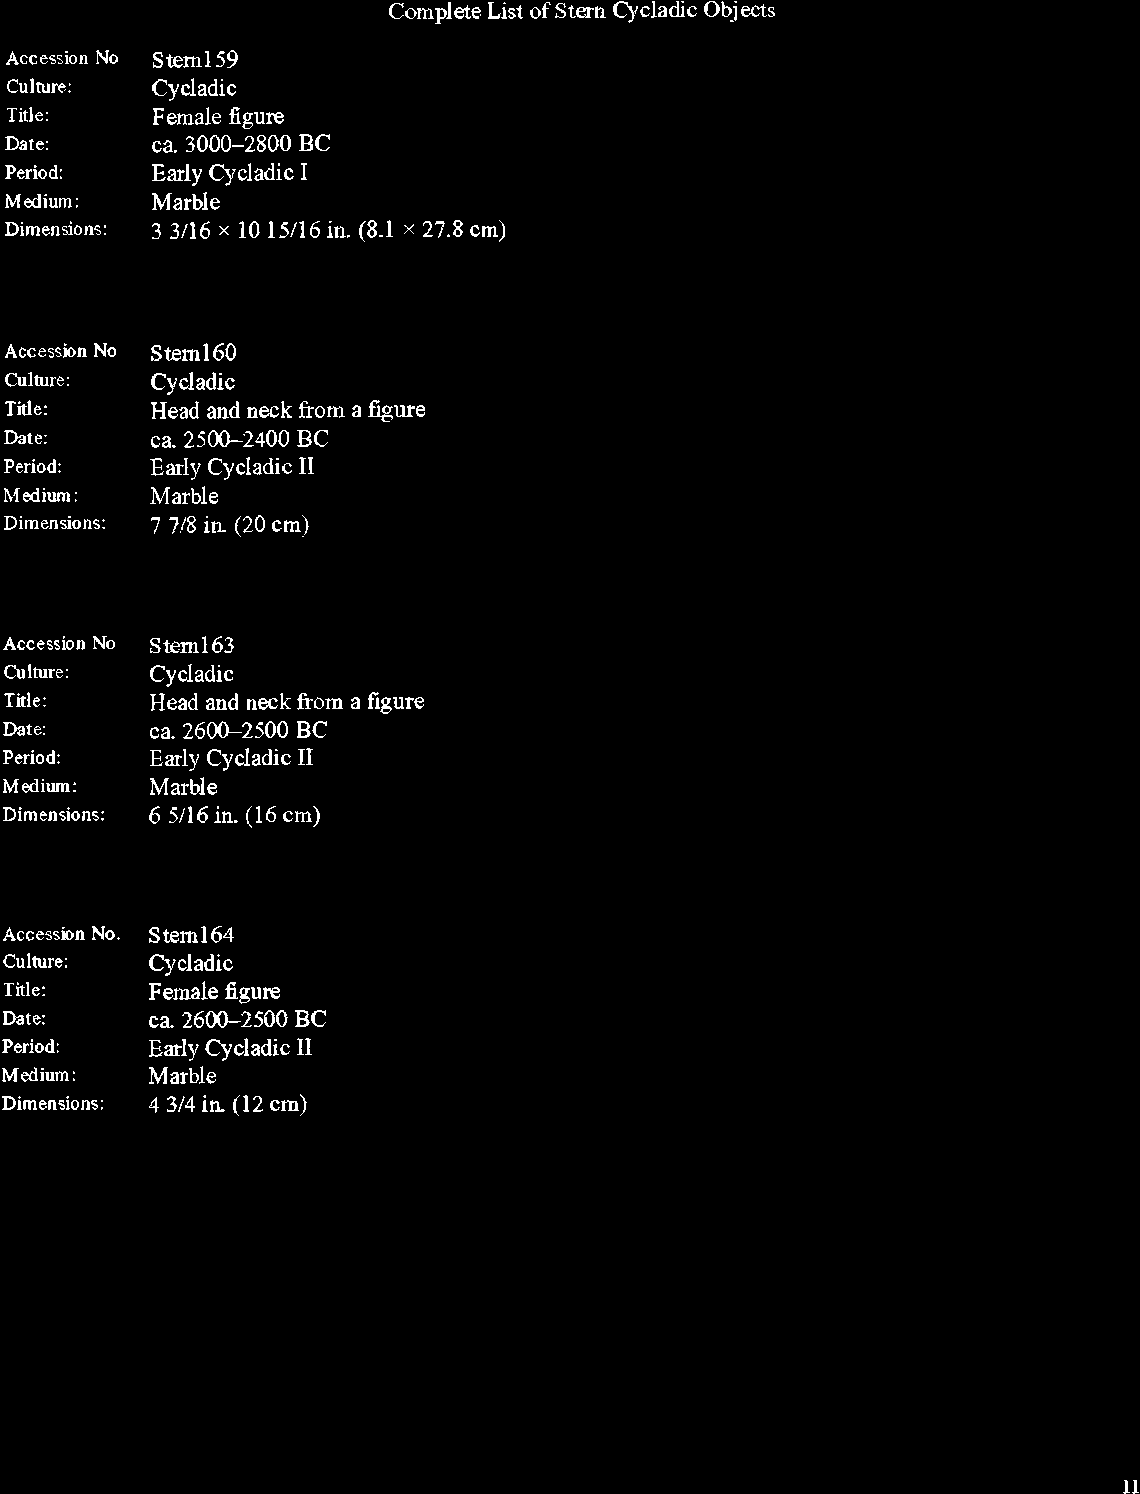 Complete List of Stern Cycladic Objects
Accession No Stern159
Culture: Cycladic
Title: Female figure
Date: ca. 3000–2800 BC
Period: Early Cycladic I
Medium: Marble
Dimensions: 3 3/16 × 10 15/16 in. (8.1 × 27.8 cm)
Accession No Stern160
Culture: Cycladic
Title: Head and neck from a figure
Date: ca. 2500–2400 BC
Period: Early Cycladic II
Medium: Marble
Dimensions: 7 7/8 in. (20 cm)
Accession No Stern163
Culture: Cycladic
Title: Head and neck from a figure
Date: ca. 2600–2500 BC
Period: Early Cycladic II
Medium: Marble
Dimensions: 6 5/16 in. (16 cm)
Accession No. Stern164
Culture: Cycladic
Title: Female figure
Date: ca. 2600–2500 BC
Period: Early Cycladic II
Medium: Marble
Dimensions: 4 3/4 in. (12 cm)
11